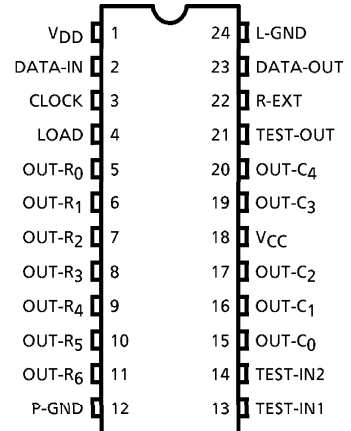 VDD 1 24 L-GND
DATA-IN 2 23 DATA-OUT
CLOCK 3 22 R-EXT
LOAD 4 21 TEST-OUT
OUT-R0 5 20 OUT-C4
OUT-R1 6 19 OUT-C3
OUT-R2 7 18 VCC
OUT-R3 8 17 OUT-C2
OUT-R4 9 16 OUT-C1
OUT-R5 10 15 OUT-C0
OUT-R6 11 14 TEST-IN2
P-GND 12 13 TEST-IN1